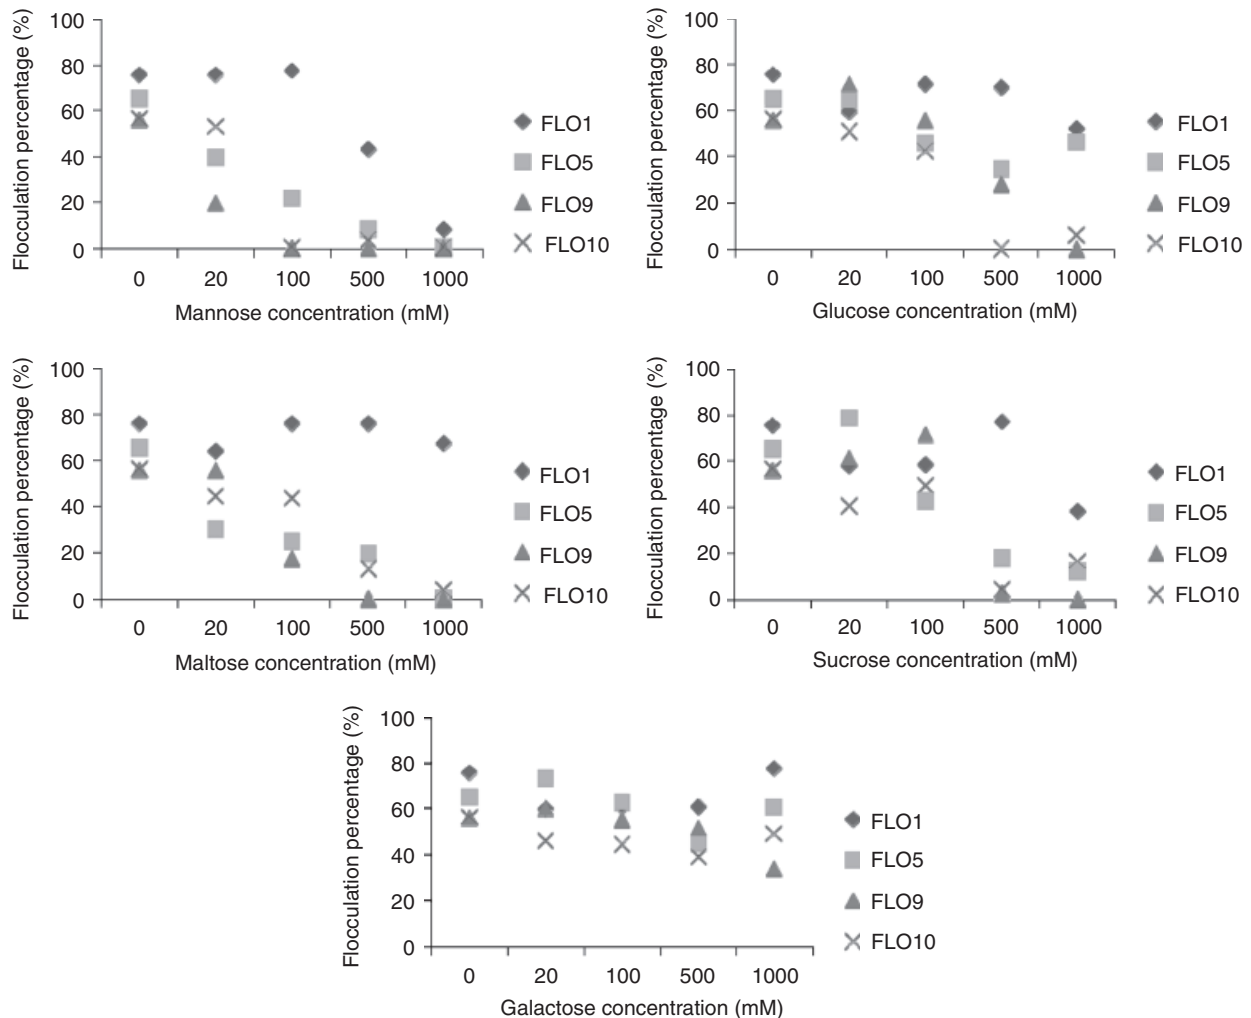 Flocculation percentage (%)
100
80
60
40
20
0
0 20 100 500 1000
Mannose concentration (mM)
FLO1
FLO5
FLO9
FLO10
Flocculation percentage (%)
100
80
60
40
20
0
0 20 100 500 1000
Glucose concentration (mM)
FLO1
FLO5
FLO9
FLO10
Flocculation percentage (%)
100
80
60
40
20
0
0 20 100 500 1000
Maltose concentration (mM)
FLO1
FLO5
FLO9
FLO10
Flocculation percentage (%)
100
80
60
40
20
0
0 20 100 500 1000
Sucrose concentration (mM)
FLO1
FLO5
FLO9
FLO10
Flocculation percentage (%)
100
80
60
40
20
0
0 20 100 500 1000
Galactose concentration (mM)
FLO1
FLO5
FLO9
FLO10